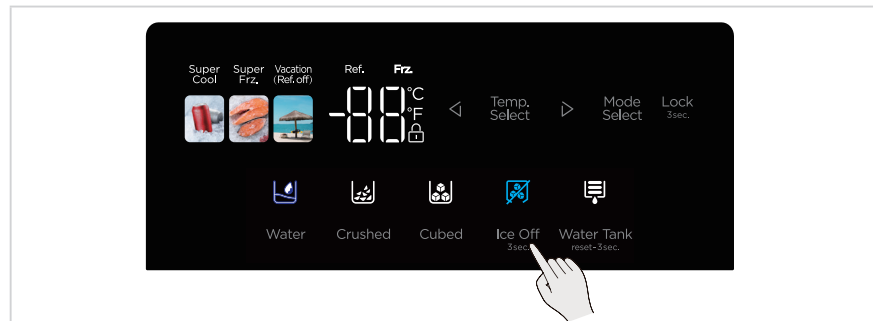 Super Cool
Super Frz.
Vacation (Ref. off)
Ref.
Frz.
-88
°C
°F
Temp. Select
Mode Select
Lock
3sec.
Water
Crushed
Cubed
Ice Off
3sec.
Water Tank
reset-3sec.